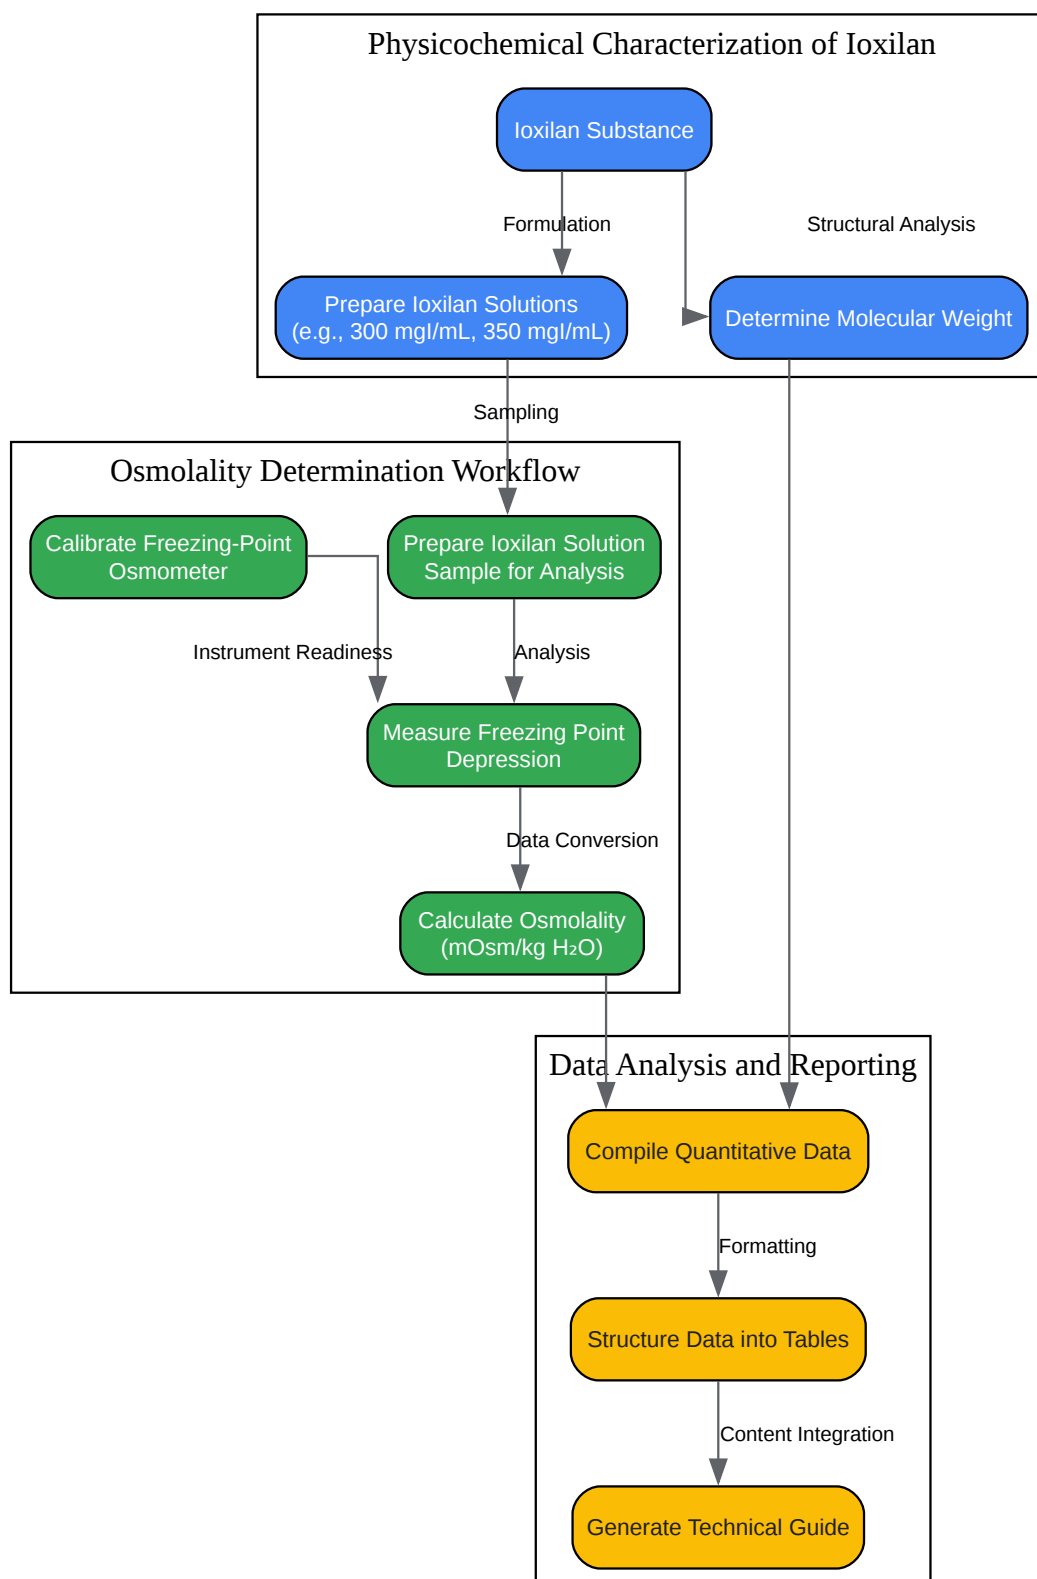 Physicochemical Characterization of Ioxilan
Ioxilan Substance
Formulation
Structural Analysis
Prepare Ioxilan Solutions
(e.g., 300 mgI/mL, 350 mgI/mL)
Determine Molecular Weight
Sampling
Osmolality Determination Workflow
Calibrate Freezing-Point
Osmometer
Prepare Ioxilan Solution
Sample for Analysis
Instrument Readiness
Analysis
Measure Freezing Point
Depression
Data Conversion
Calculate Osmolality
(mOsm/kg H₂O)
Data Analysis and Reporting
Compile Quantitative Data
Formatting
Structure Data into Tables
Content Integration
Generate Technical Guide